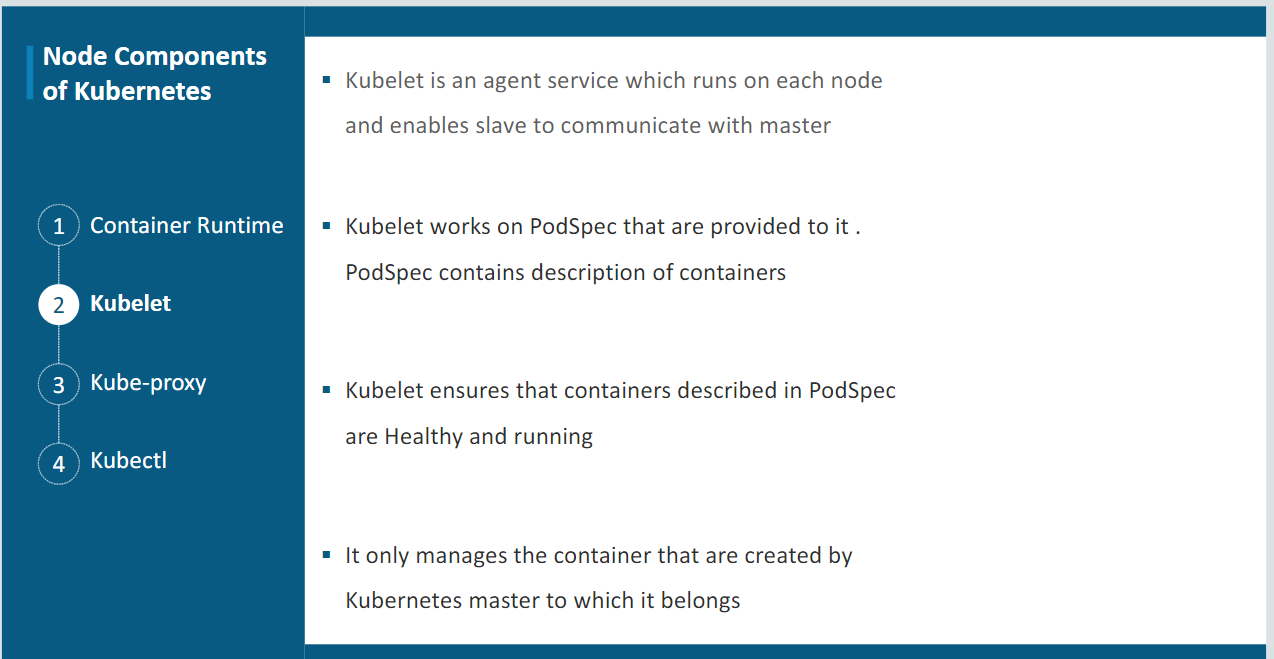 Node Components
of Kubernetes
1 Container Runtime
2 Kubelet
3 Kube-proxy
4 Kubectl
▪ Kubelet is an agent service which runs on each node
and enables slave to communicate with master
▪ Kubelet works on PodSpec that are provided to it .
PodSpec contains description of containers
▪ Kubelet ensures that containers described in PodSpec
are Healthy and running
▪ It only manages the container that are created by
Kubernetes master to which it belongs